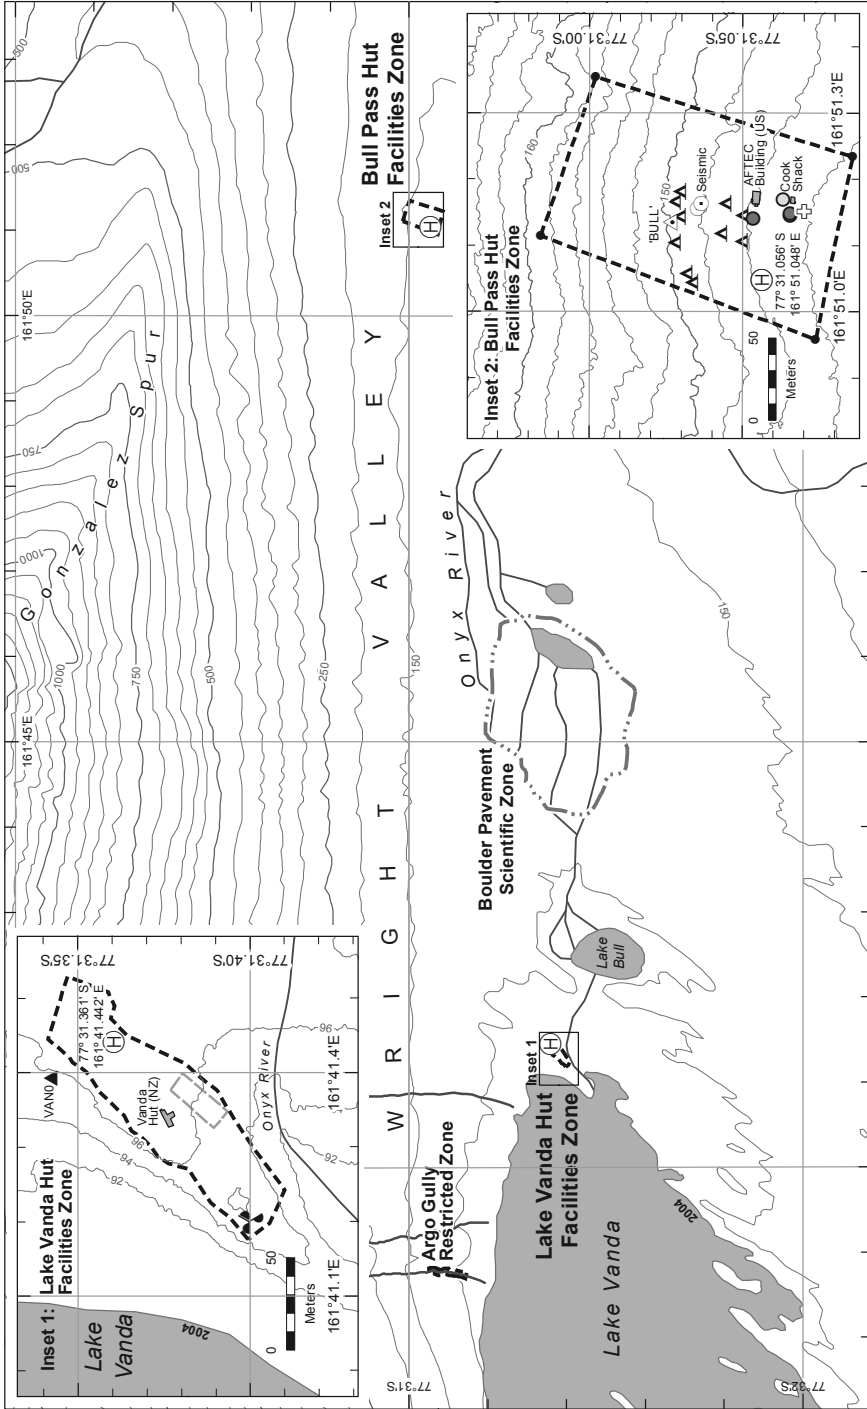 Inset 1: Lake Vanda Hut
Facilities Zone
Lake
Vanda
2004
0
50
Meters
161°41.1'E
161°41.4'E
77°31.35'S
77°31.40'S
VAN0
77° 31.361' S
161° 41.442' E
H
Vanda
Hut (NZ)
96
94
92
96
92
Onyx River
161°45'E
161°50'E
Gonzalez Spur
1000
1000
750
750
500
500
500
250
150
WRIGHT VALLEY
Bull Pass Hut
Facilities Zone
Inset 2
H
77°31'S
77°32'S
Argo Gully
Restricted Zone
Lake Vanda Hut
Facilities Zone
Inset 1
H
Lake Vanda
2004
Lake
Bull
Boulder Pavement
Scientific Zone
Onyx River
150
Inset 2: Bull Pass Hut
Facilities Zone
77°31.00'S
77°31.05'S
160
150
'BULL'
Seismic
AFTEC
Building (US)
Cook
Shack
H
77° 31.056' S
161° 51.048' E
0
50
Meters
161°51.0'E
161°51.3'E